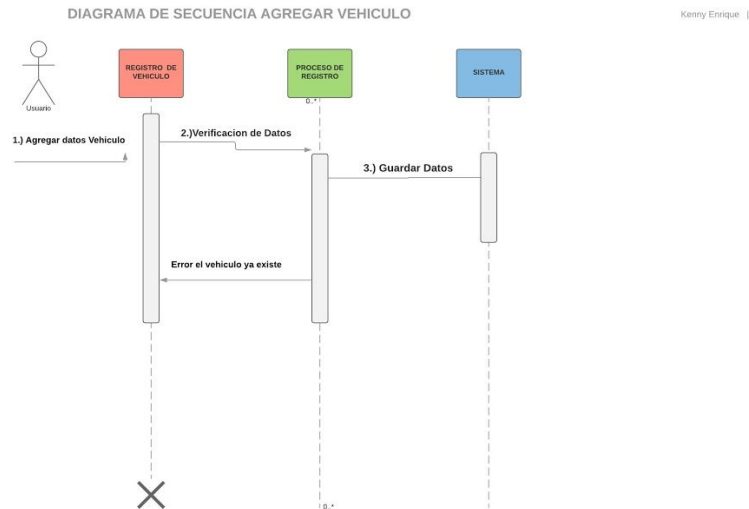 DIAGRAMA DE SECUENCIA AGREGAR VEHICULO
Kenny Enrique |
Usuario
REGISTRO DE
VEHICULO
PROCESO DE
REGISTRO
SISTEMA
0..*
1.) Agregar datos Vehiculo
2.)Verificacion de Datos
3.) Guardar Datos
Error el vehiculo ya existe
0..*